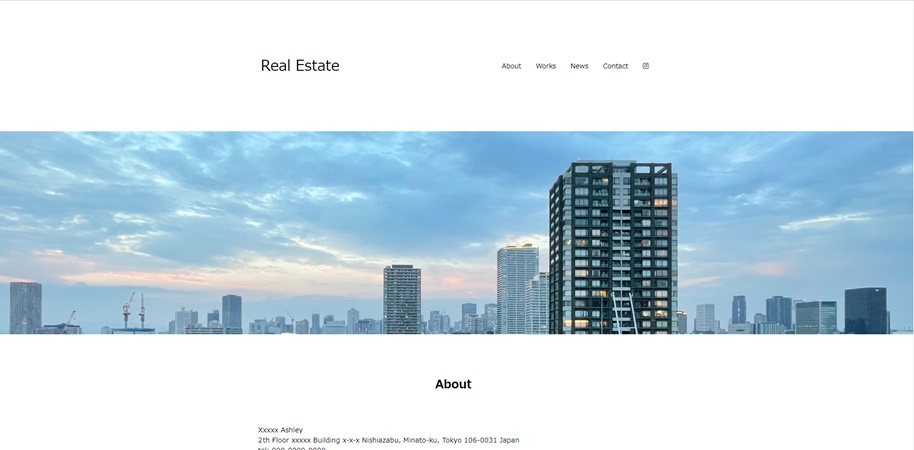 Real Estate
About Works News Contact
About
Xxxxx Ashley
2th Floor xxxxx Building x-x-x Nishiazabu, Minato-ku, Tokyo 106-0031 Japan